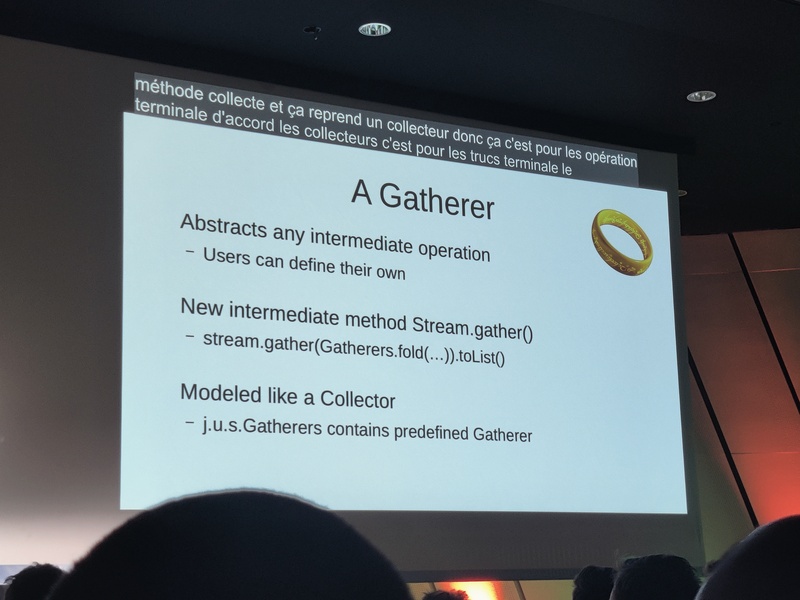 méthode collecte et ça reprend un collecteur donc ça c'est pour les opération
terminale d'accord les collecteurs c'est pour les trucs terminale le
A Gatherer
Abstracts any intermediate operation
– Users can define their own
New intermediate method Stream.gather()
– stream.gather(Gatherers.fold(…)).toList()
Modeled like a Collector
– j.u.s.Gatherers contains predefined Gatherer